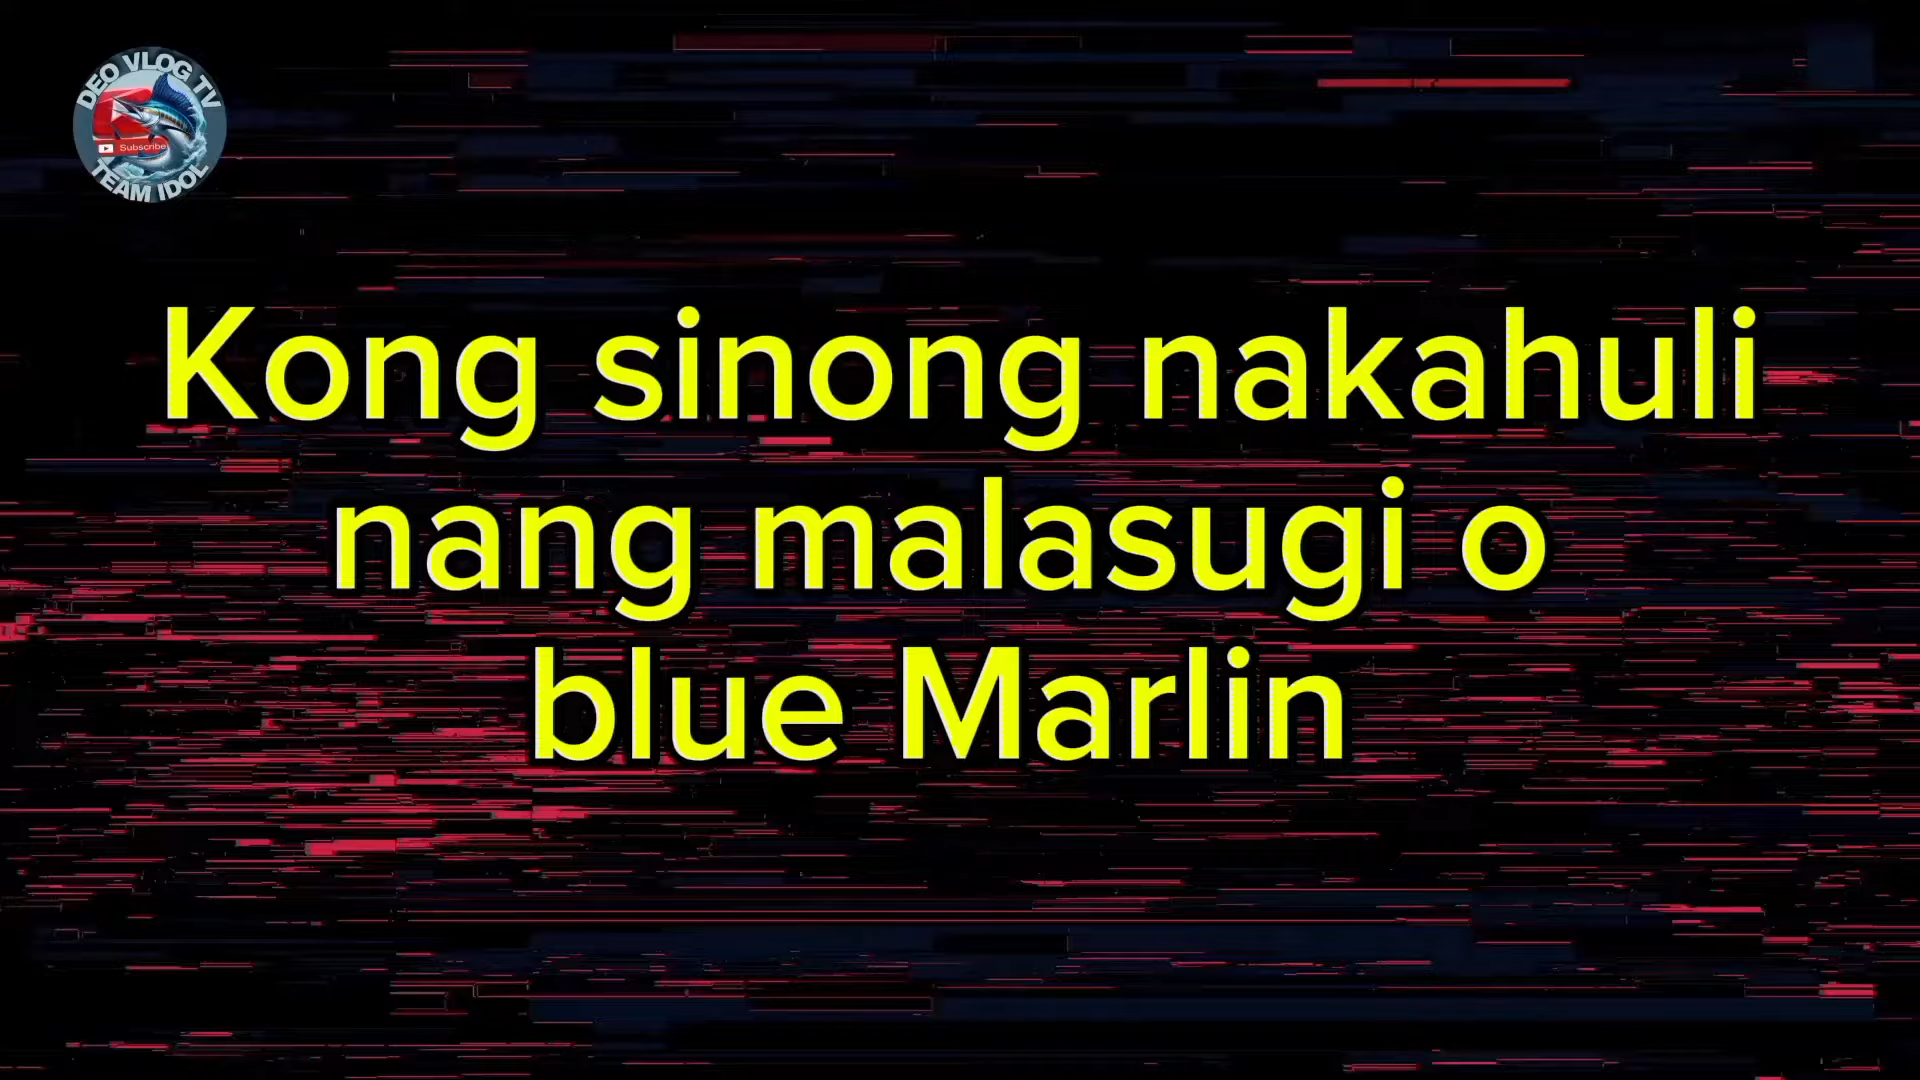 DEO VLOG TV
Subscribe
TEAM IDOL
Kong sinong nakahuli
nang malasugi o
blue Marlin